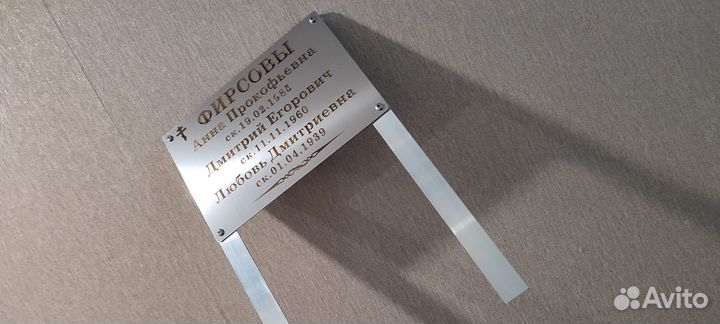 ФИРСОВЫ
Анна Прокофьевна
ск.19.02.1985
Дмитрий Егорович
ск.11.11.1960
Любовь Дмитриевна
ск.01.04.1939
Avito